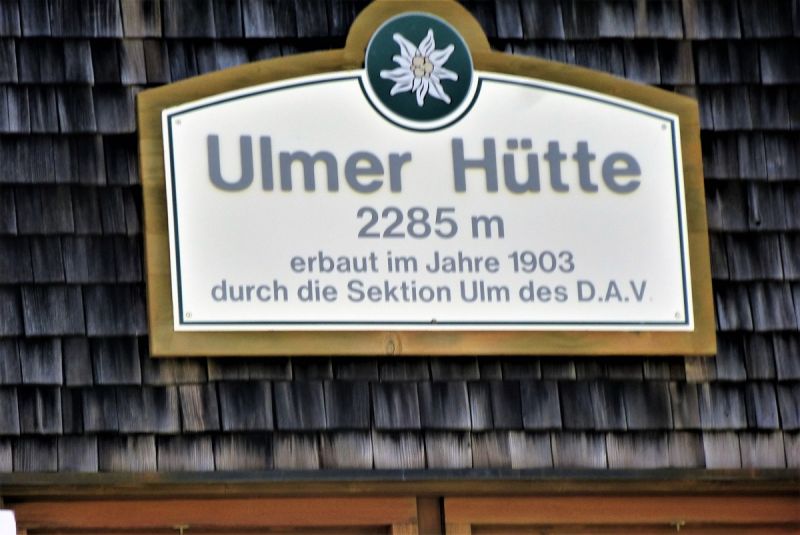 Ulmer Hütte
2285 m
erbaut im Jahre 1903
durch die Sektion Ulm des D.A.V.